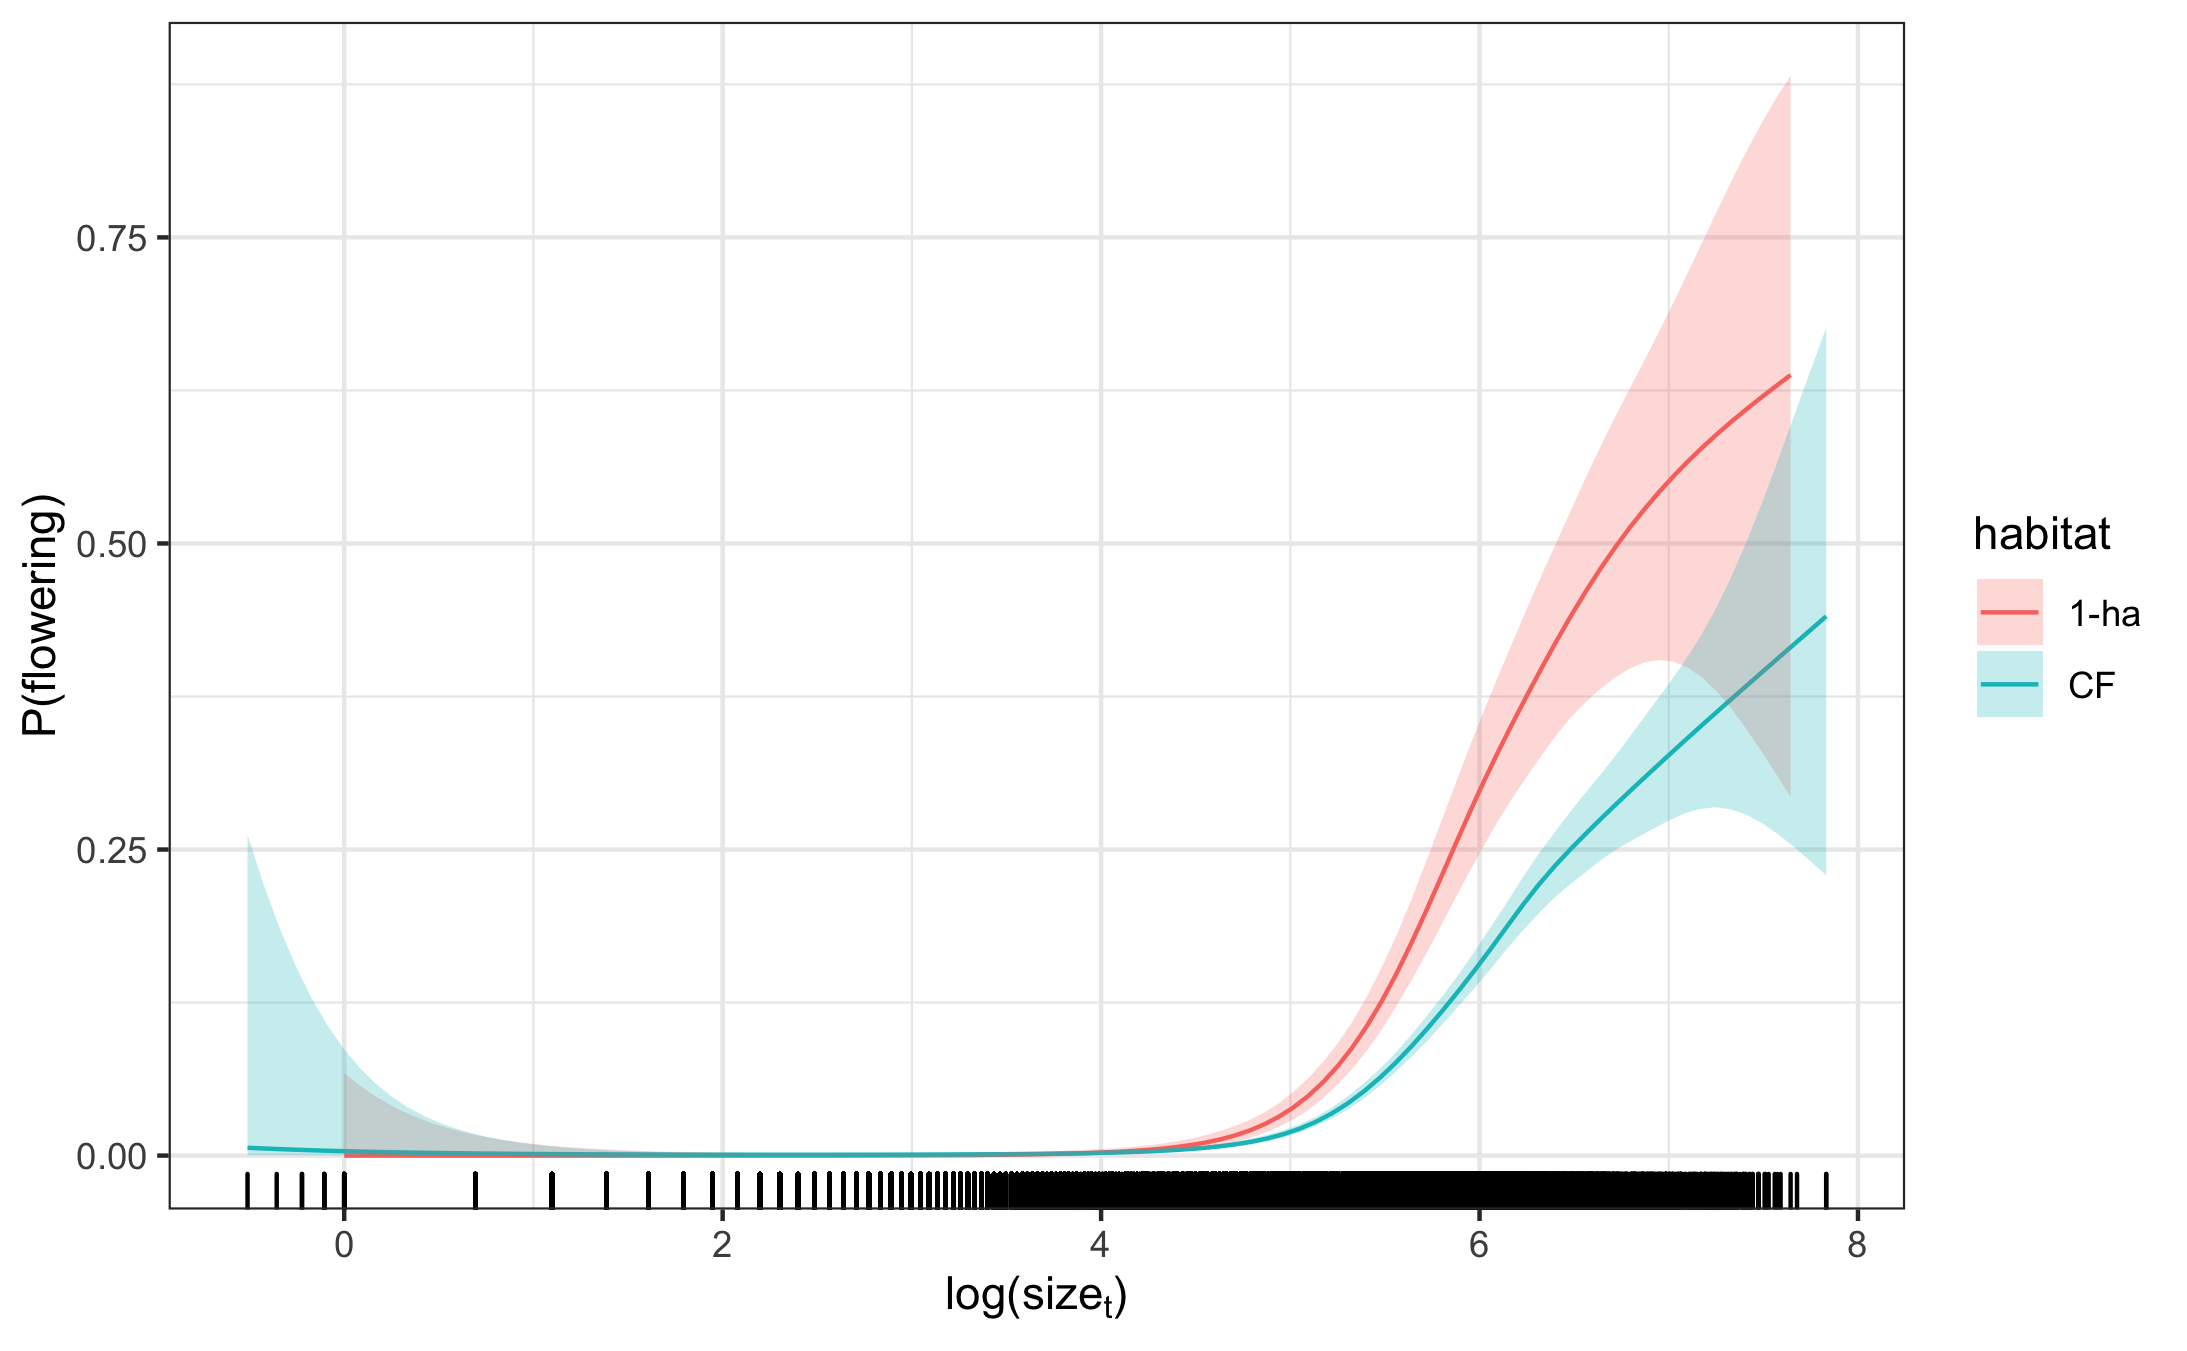 P(flowering)
0.75
0.50
0.25
0.00
0 2 4 6 8
log(sizeₜ)
habitat
1-ha
CF